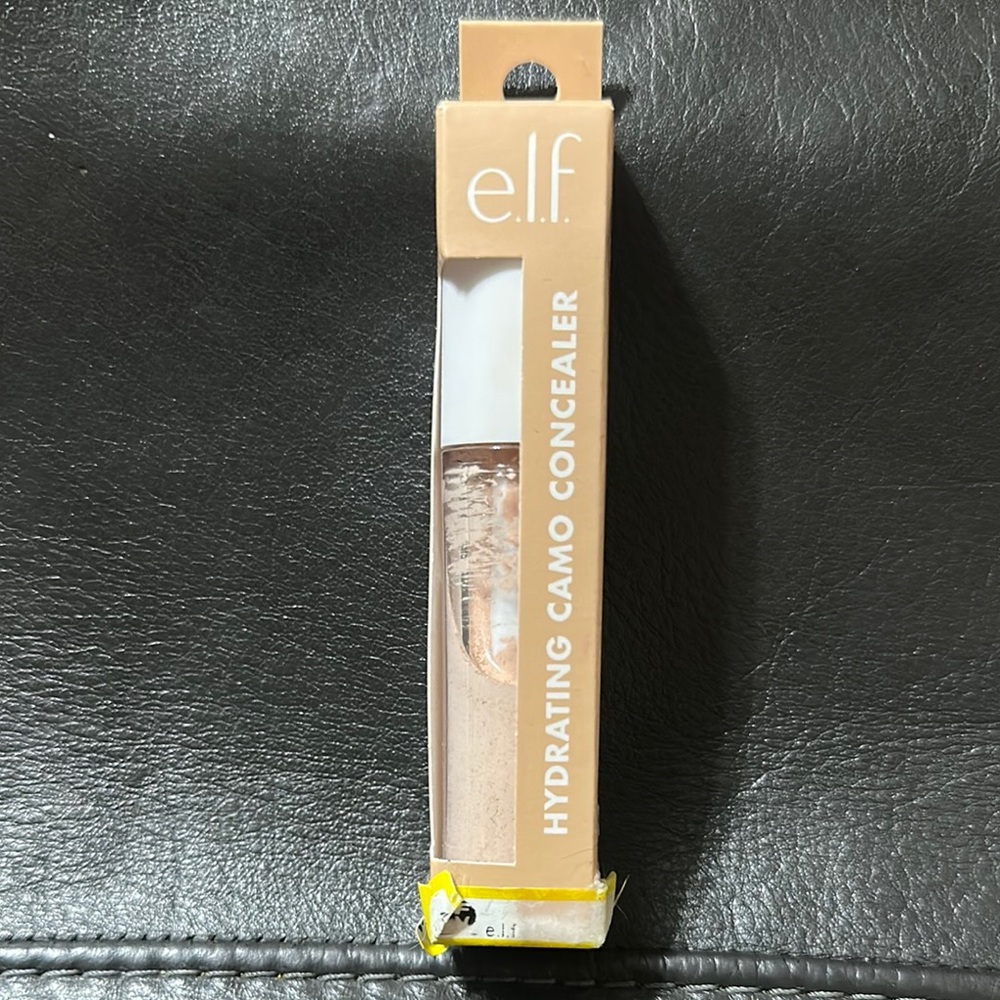 e.l.f.
HYDRATING CAMO CONCEALER
e.l.f